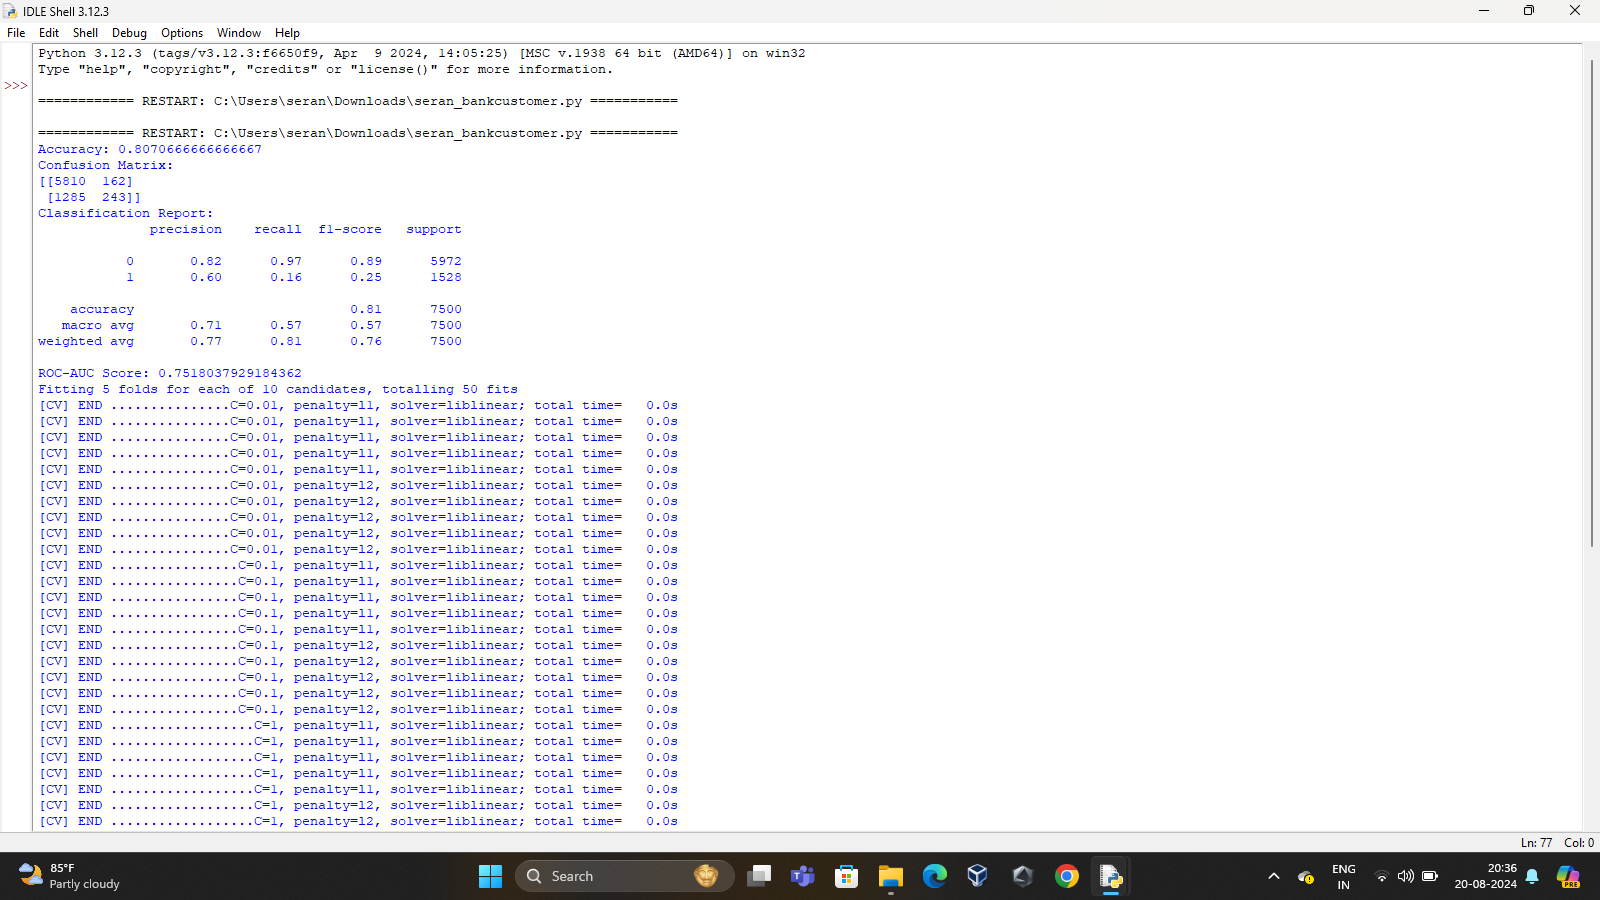 IDLE Shell 3.12.3
File Edit Shell Debug Options Window Help
Python 3.12.3 (tags/v3.12.3:f6650f9, Apr  9 2024, 14:05:25) [MSC v.1938 64 bit (AMD64)] on win32
Type "help", "copyright", "credits" or "license()" for more information.
>>>
============ RESTART: C:\Users\seran\Downloads\seran_bankcustomer.py ===========
============ RESTART: C:\Users\seran\Downloads\seran_bankcustomer.py ===========
Accuracy: 0.8070666666666667
Confusion Matrix:
[[5810  162]
 [1285  243]]
Classification Report:
              precision    recall  f1-score   support
           0       0.82      0.97      0.89      5972
           1       0.60      0.16      0.25      1528
    accuracy                           0.81      7500
   macro avg       0.71      0.57      0.57      7500
weighted avg       0.77      0.81      0.76      7500
ROC-AUC Score: 0.7518037929184362
Fitting 5 folds for each of 10 candidates, totalling 50 fits
[CV] END ...............C=0.01, penalty=l1, solver=liblinear; total time=   0.0s
[CV] END ...............C=0.01, penalty=l1, solver=liblinear; total time=   0.0s
[CV] END ...............C=0.01, penalty=l1, solver=liblinear; total time=   0.0s
[CV] END ...............C=0.01, penalty=l1, solver=liblinear; total time=   0.0s
[CV] END ...............C=0.01, penalty=l1, solver=liblinear; total time=   0.0s
[CV] END ...............C=0.01, penalty=l2, solver=liblinear; total time=   0.0s
[CV] END ...............C=0.01, penalty=l2, solver=liblinear; total time=   0.0s
[CV] END ...............C=0.01, penalty=l2, solver=liblinear; total time=   0.0s
[CV] END ...............C=0.01, penalty=l2, solver=liblinear; total time=   0.0s
[CV] END ...............C=0.01, penalty=l2, solver=liblinear; total time=   0.0s
[CV] END ................C=0.1, penalty=l1, solver=liblinear; total time=   0.0s
[CV] END ................C=0.1, penalty=l1, solver=liblinear; total time=   0.0s
[CV] END ................C=0.1, penalty=l1, solver=liblinear; total time=   0.0s
[CV] END ................C=0.1, penalty=l1, solver=liblinear; total time=   0.0s
[CV] END ................C=0.1, penalty=l1, solver=liblinear; total time=   0.0s
[CV] END ................C=0.1, penalty=l2, solver=liblinear; total time=   0.0s
[CV] END ................C=0.1, penalty=l2, solver=liblinear; total time=   0.0s
[CV] END ................C=0.1, penalty=l2, solver=liblinear; total time=   0.0s
[CV] END ................C=0.1, penalty=l2, solver=liblinear; total time=   0.0s
[CV] END ................C=0.1, penalty=l2, solver=liblinear; total time=   0.0s
[CV] END ..................C=1, penalty=l1, solver=liblinear; total time=   0.0s
[CV] END ..................C=1, penalty=l1, solver=liblinear; total time=   0.0s
[CV] END ..................C=1, penalty=l1, solver=liblinear; total time=   0.0s
[CV] END ..................C=1, penalty=l1, solver=liblinear; total time=   0.0s
[CV] END ..................C=1, penalty=l1, solver=liblinear; total time=   0.0s
[CV] END ..................C=1, penalty=l2, solver=liblinear; total time=   0.0s
[CV] END ..................C=1, penalty=l2, solver=liblinear; total time=   0.0s
Ln: 77 Col: 0
85°F
Partly cloudy
Search
ENG
IN
20:36
20-08-2024
PRE